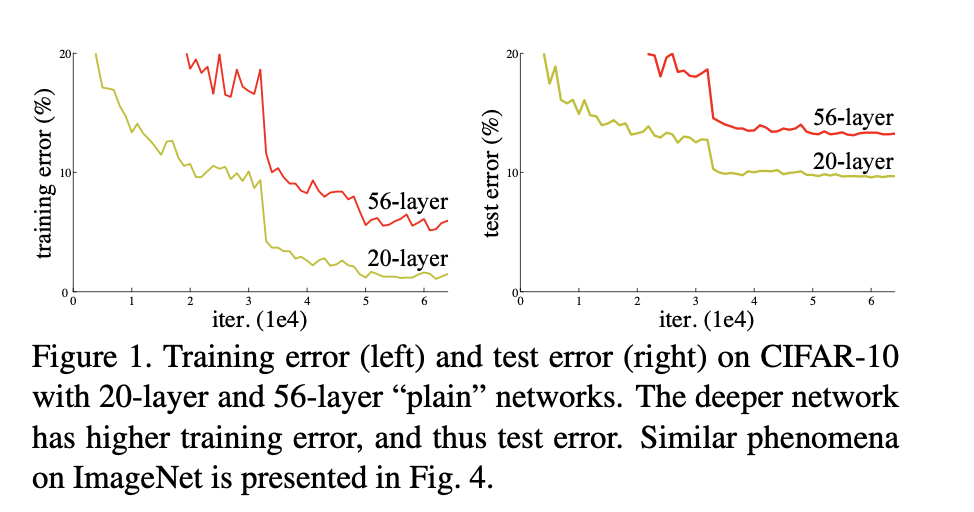 20
10
0
training error (%)
0 1 2 3 4 5 6
iter. (1e4)
56-layer
20-layer
20
10
0
test error (%)
0 1 2 3 4 5 6
iter. (1e4)
56-layer
20-layer
Figure 1. Training error (left) and test error (right) on CIFAR-10
with 20-layer and 56-layer “plain” networks. The deeper network
has higher training error, and thus test error. Similar phenomena
on ImageNet is presented in Fig. 4.